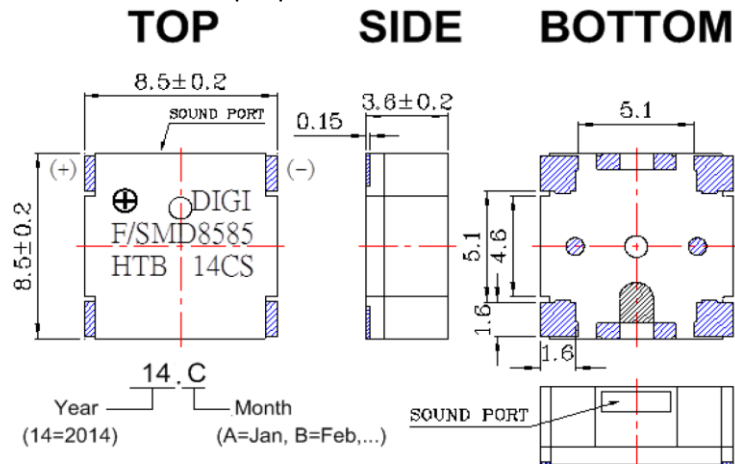 TOP
SIDE
BOTTOM
8.5±0.2
SOUND PORT
3.6±0.2
0.15
5.1
(+)
(-)
DIGI
F/SMD8585
HTB 14CS
8.5±0.2
5.1
4.6
1.6
1.6
14.C
Year
Month
(14=2014)
(A=Jan, B=Feb,...)
SOUND PORT